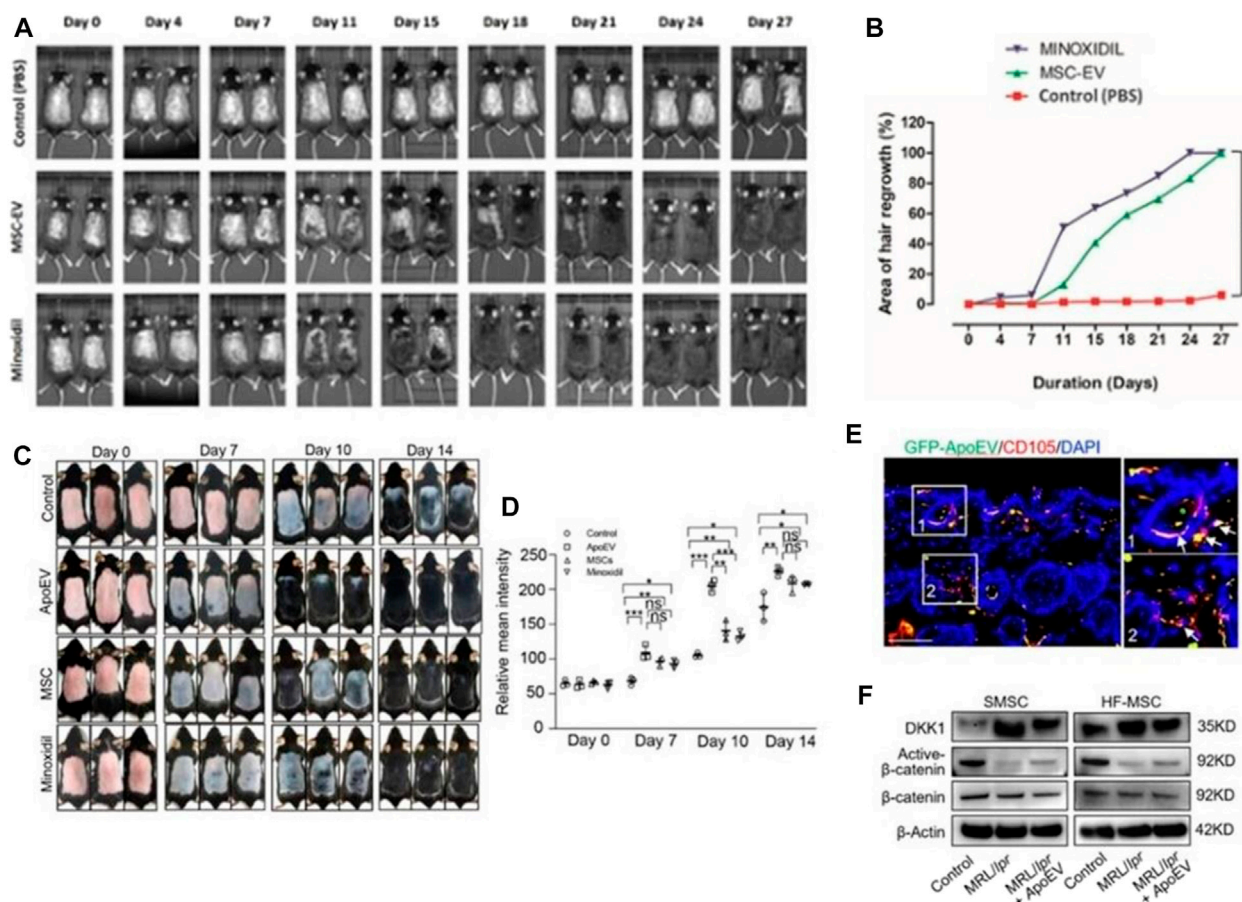 A
Day 0 Day 4 Day 7 Day 11 Day 15 Day 18 Day 21 Day 24 Day 27
Control (PBS)
MSC-EV
Minoxidil
B
MINOXIDIL
MSC-EV
Control (PBS)
Area of hair regrowth (%)
120
100
80
60
40
20
0
0 4 7 11 15 18 21 24 27
Duration (Days)
C
Day 0 Day 7 Day 10 Day 14
Control
ApoEV
MSC
Minoxidil
D
Control
ApoEV
MSCs
Minoxidil
Relative mean intensity
250
200
150
100
50
0
*
**
ns
***
ns
*
**
***
***
**
*
*
ns
**
ns
Day 0 Day 7 Day 10 Day 14
E
GFP-ApoEV/CD105/DAPI
1
2
1
2
F
SMSC HF-MSC
DKK1 35KD
Active-
β-catenin 92KD
β-catenin 92KD
β-Actin 42KD
Control MRL/lpr MRL/lpr + ApoEV Control MRL/lpr MRL/lpr + ApoEV